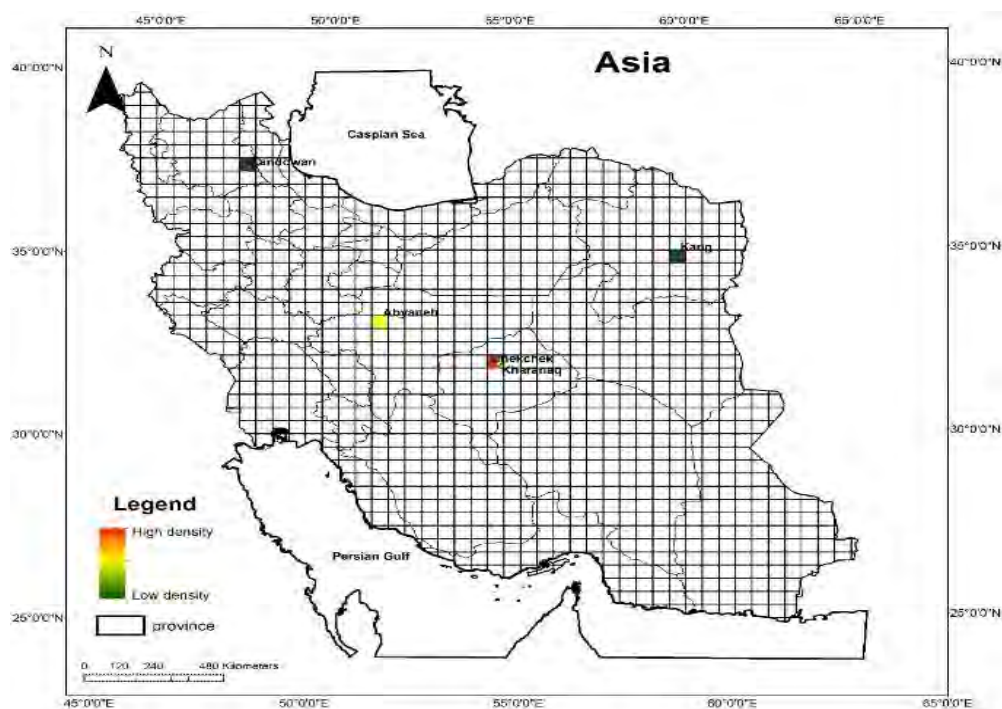 45°0'0"E 50°0'0"E 55°0'0"E 60°0'0"E 65°0'0"E
N
Asia
40°0'0"N 40°0'0"N
Caspian Sea
35°0'0"N 35°0'0"N
Kang
Abyaneh
Kharanaq
30°0'0"N 30°0'0"N
Legend
High density
Low density
province
Persian Gulf
25°0'0"N 25°0'0"N
0 120 240 480 Kilometers
45°0'0"E 50°0'0"E 55°0'0"E 60°0'0"E 65°0'0"E